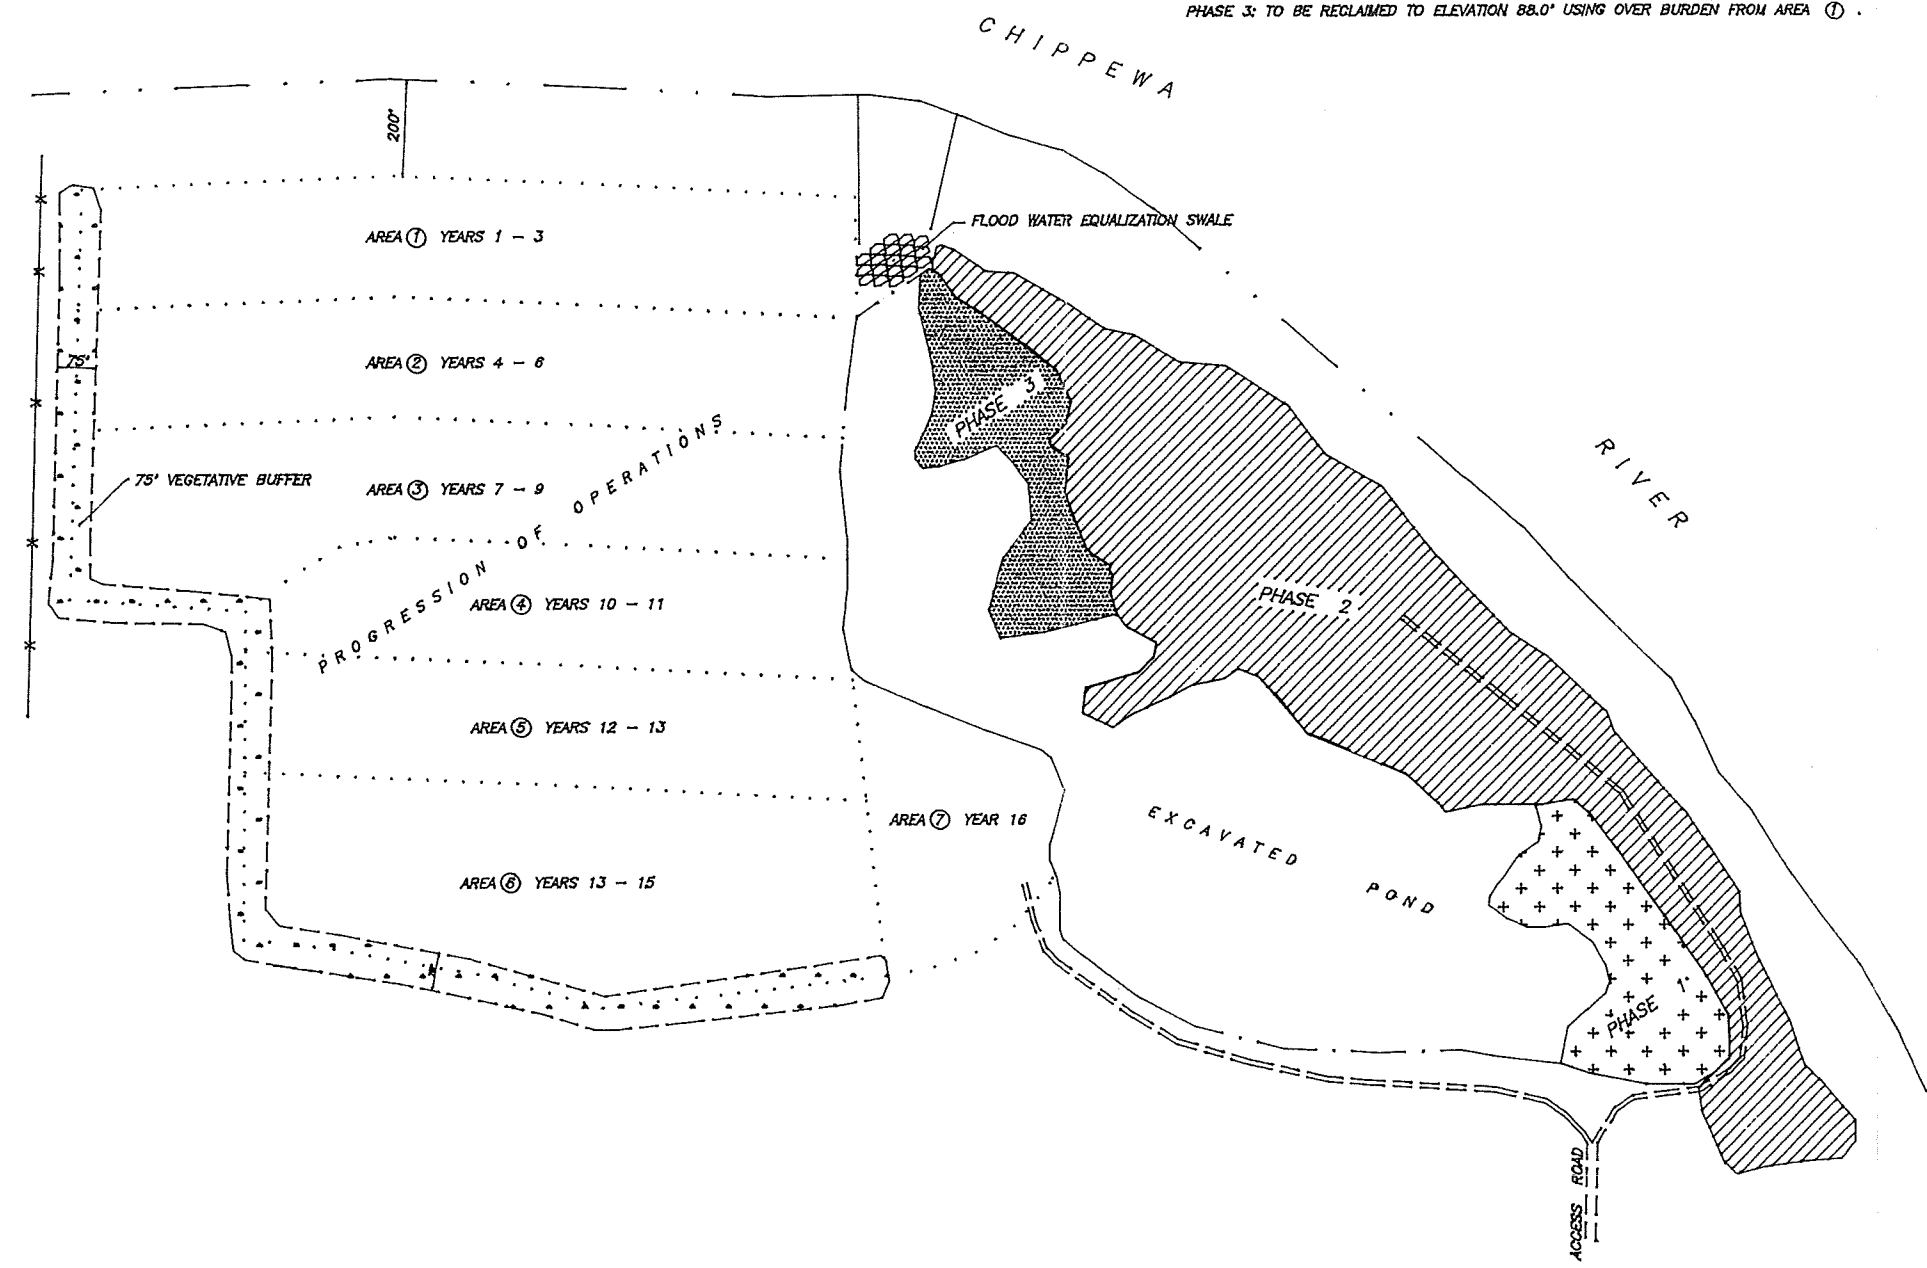 PHASE 3: TO BE RECLAIMED TO ELEVATION 88.0' USING OVER BURDEN FROM AREA ① .
CHIPPEWA
RIVER
200'
FLOOD WATER EQUALIZATION SWALE
AREA ① YEARS 1 - 3
75'
AREA ② YEARS 4 - 6
PHASE 3
75' VEGETATIVE BUFFER
AREA ③ YEARS 7 - 9
PROGRESSION OF OPERATIONS
AREA ④ YEARS 10 - 11
PHASE 2
AREA ⑤ YEARS 12 - 13
AREA ⑦ YEAR 16
EXCAVATED POND
AREA ⑥ YEARS 13 - 15
PHASE 1
ACCESS ROAD